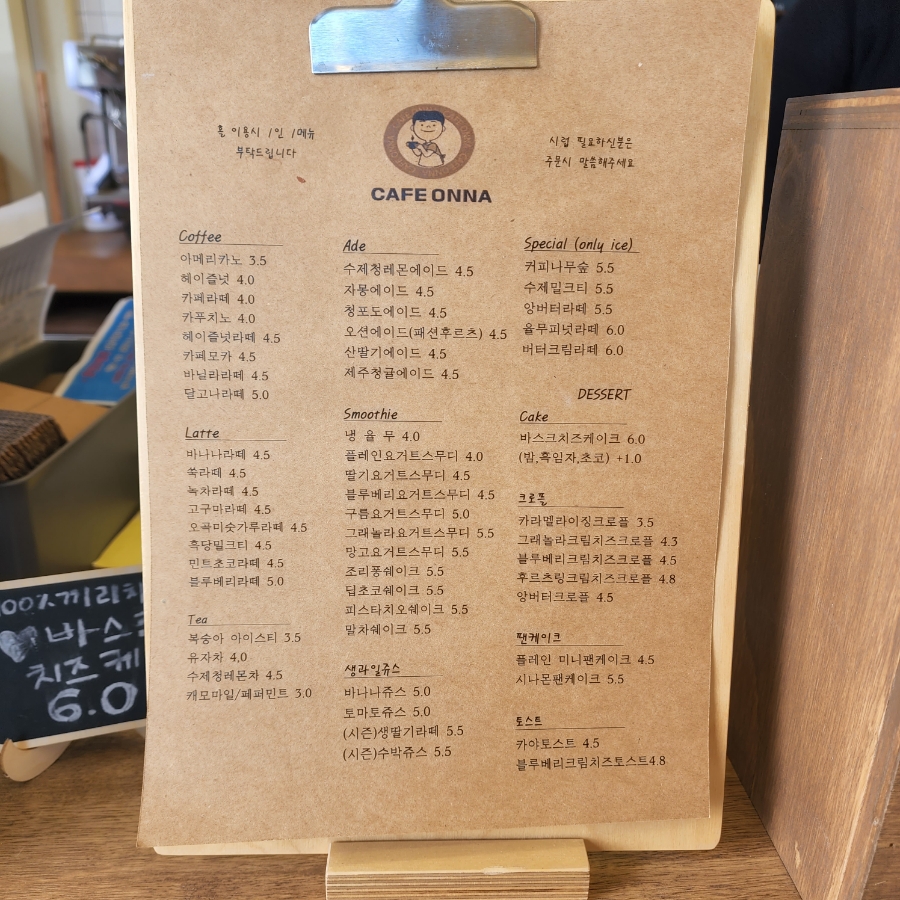 홀 이용시 1인 1메뉴
부탁드립니다
CAFE ONNA
시럽 필요하신분은
주문시 말씀해주세요
Coffee
아메리카노 3.5
헤이즐넛 4.0
카페라떼 4.0
카푸치노 4.0
헤이즐넛라떼 4.5
카페모카 4.5
바닐라라떼 4.5
달고나라떼 5.0
Latte
바나나라떼 4.5
쑥라떼 4.5
녹차라떼 4.5
고구마라떼 4.5
오곡미숫가루라떼 4.5
흑당밀크티 4.5
민트초코라떼 4.5
블루베리라떼 5.0
Tea
복숭아 아이스티 3.5
유자차 4,0
수제청레몬차 4.5
캐모마일/페퍼민트 3.0
Ade
수제청레몬에이드 4.5
자몽에이드 4.5
청포도에이드 4.5
오션에이드(패션후르츠) 4.5
산딸기에이드 4.5
제주청귤에이드 4.5
Smoothie
냉 율 무 4.0
플레인요거트스무디 4.0
딸기요거트스무디 4.5
블루베리요거트스무디 4.5
구름요거트스무디 5.0
그래놀라요거트스무디 5.5
망고요거트스무디 5.5
조리퐁쉐이크 5.5
딥초코쉐이크 5.5
피스타치오쉐이크 5.5
말차쉐이크 5.5
생과일쥬스
바나나쥬스 5.0
토마토쥬스 5.0
(시즌)생딸기라떼 5.5
(시즌)수박쥬스 5.5
Special (only ice)
커피나무숲 5.5
수제밀크티 5.5
앙버터라떼 5.5
율무피넛라떼 6.0
버터크림라떼 6.0
DESSERT
Cake
바스크치즈케이크 6.0
(밤,흑임자,초코) +1.0
크로플
카라멜라이징크로플 3.5
그래놀라크림치즈크로플 4.3
블루베리크림치즈크로플 4.5
후르츠링크림치즈크로플 4.8
앙버터크로플 4.5
팬케이크
플레인 미니팬케이크 4.5
시나몬팬케이크 5.5
토스트
카야토스트 4.5
블루베리크림치즈토스트4.8
00% 끼리치
바스
치즈케
6.0